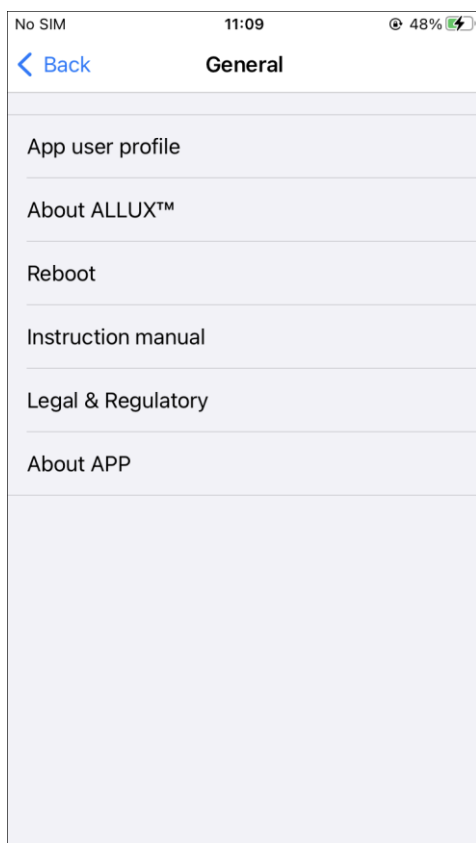 No SIM 11:09 48%
Back General
App user profile
About ALLUX™
Reboot
Instruction manual
Legal & Regulatory
About APP